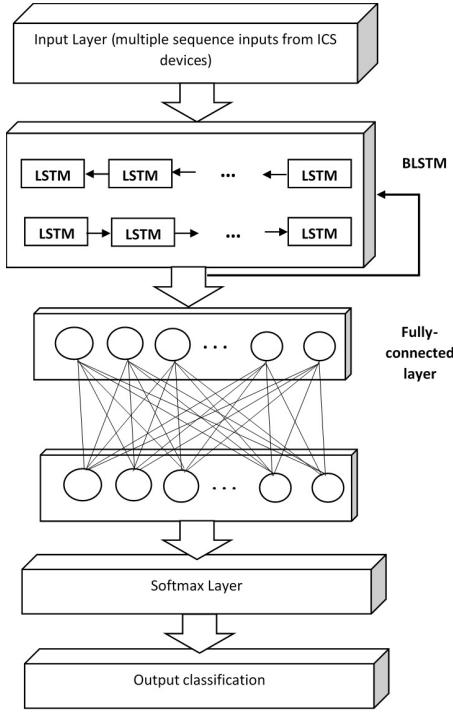 Input Layer (multiple sequence inputs from ICS
devices)
BLSTM
LSTM LSTM ... LSTM
LSTM LSTM ... LSTM
Fully-
connected
layer
...
...
Softmax Layer
Output classification